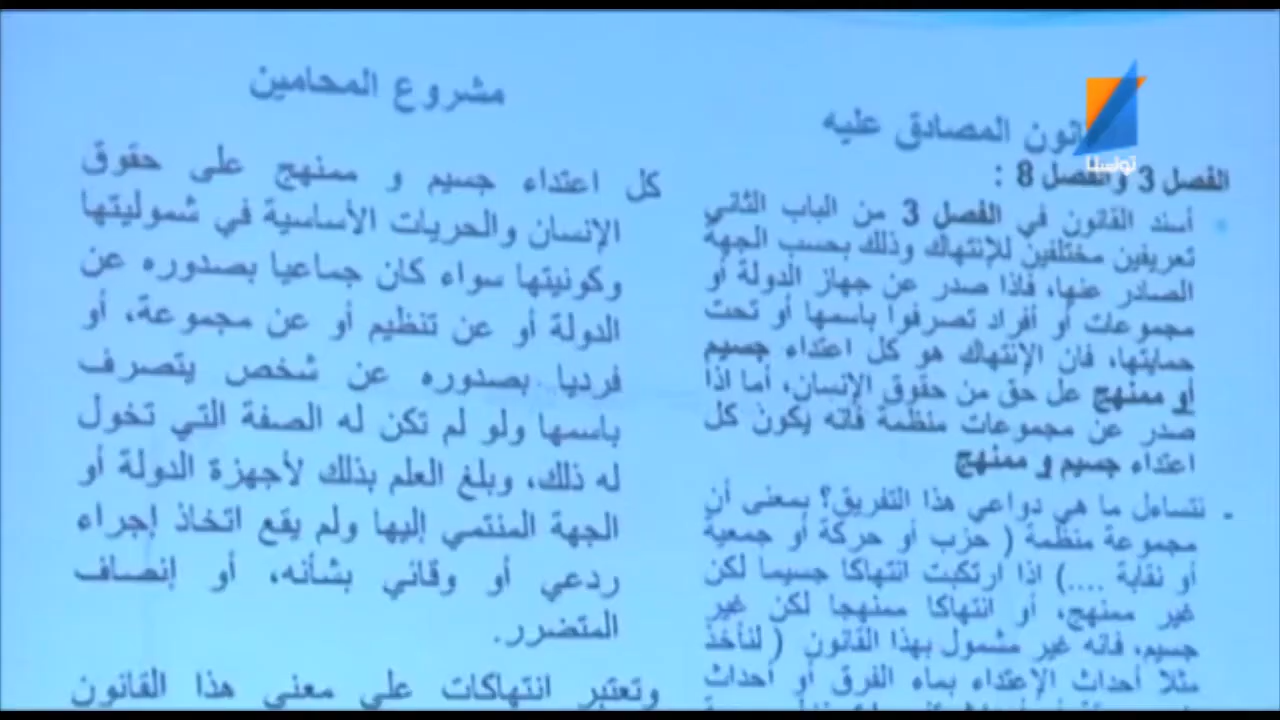 القانون المصادق عليه
الفصل 3 والفصل 8 :
أسند القانون في الفصل 3 من الباب الثاني
تعريفين مختلفين للإنتهاك وذلك بحسب الجهة
الصادر عنها، فاذا صدر عن جهاز الدولة أو
مجموعات أو أفراد تصرفوا باسمها أو تحت
حمايتها، فان الإنتهاك هو كل اعتداء جسيم
أو ممنهج عل حق من حقوق الإنسان، أما اذا
صدر عن مجموعات منظمة فانه يكون كل
اعتداء جسيم و ممنهج
- نتساءل ما هي دواعي هذا التفريق؟ بمعنى أن
مجموعة منظمة ( حزب أو حركة أو جمعية
أو نقابة ....) اذا ارتكبت انتهاكا جسيما لكن
غير ممنهج، أو انتهاكا ممنهجا لكن غير
جسيم، فانه غير مشمول بهذا القانون ( لنأخذ
مثلا أحداث الإعتداء بماء الفرق أو أحداث
مشروع المحامين
كل اعتداء جسيم و ممنهج على حقوق
الإنسان والحريات الأساسية في شموليتها
وكونيتها سواء كان جماعيا بصدوره عن
الدولة أو عن تنظيم أو عن مجموعة، أو
فرديا بصدوره عن شخص يتصرف
باسمها ولو لم تكن له الصفة التي تخول
له ذلك، وبلغ العلم بذلك لأجهزة الدولة أو
الجهة المنتمي إليها ولم يقع اتخاذ إجراء
ردعي أو وقائي بشأنه، أو إنصاف
المتضرر.
وتعتبر انتهاكات على معنى هذا القانون
تونسنا